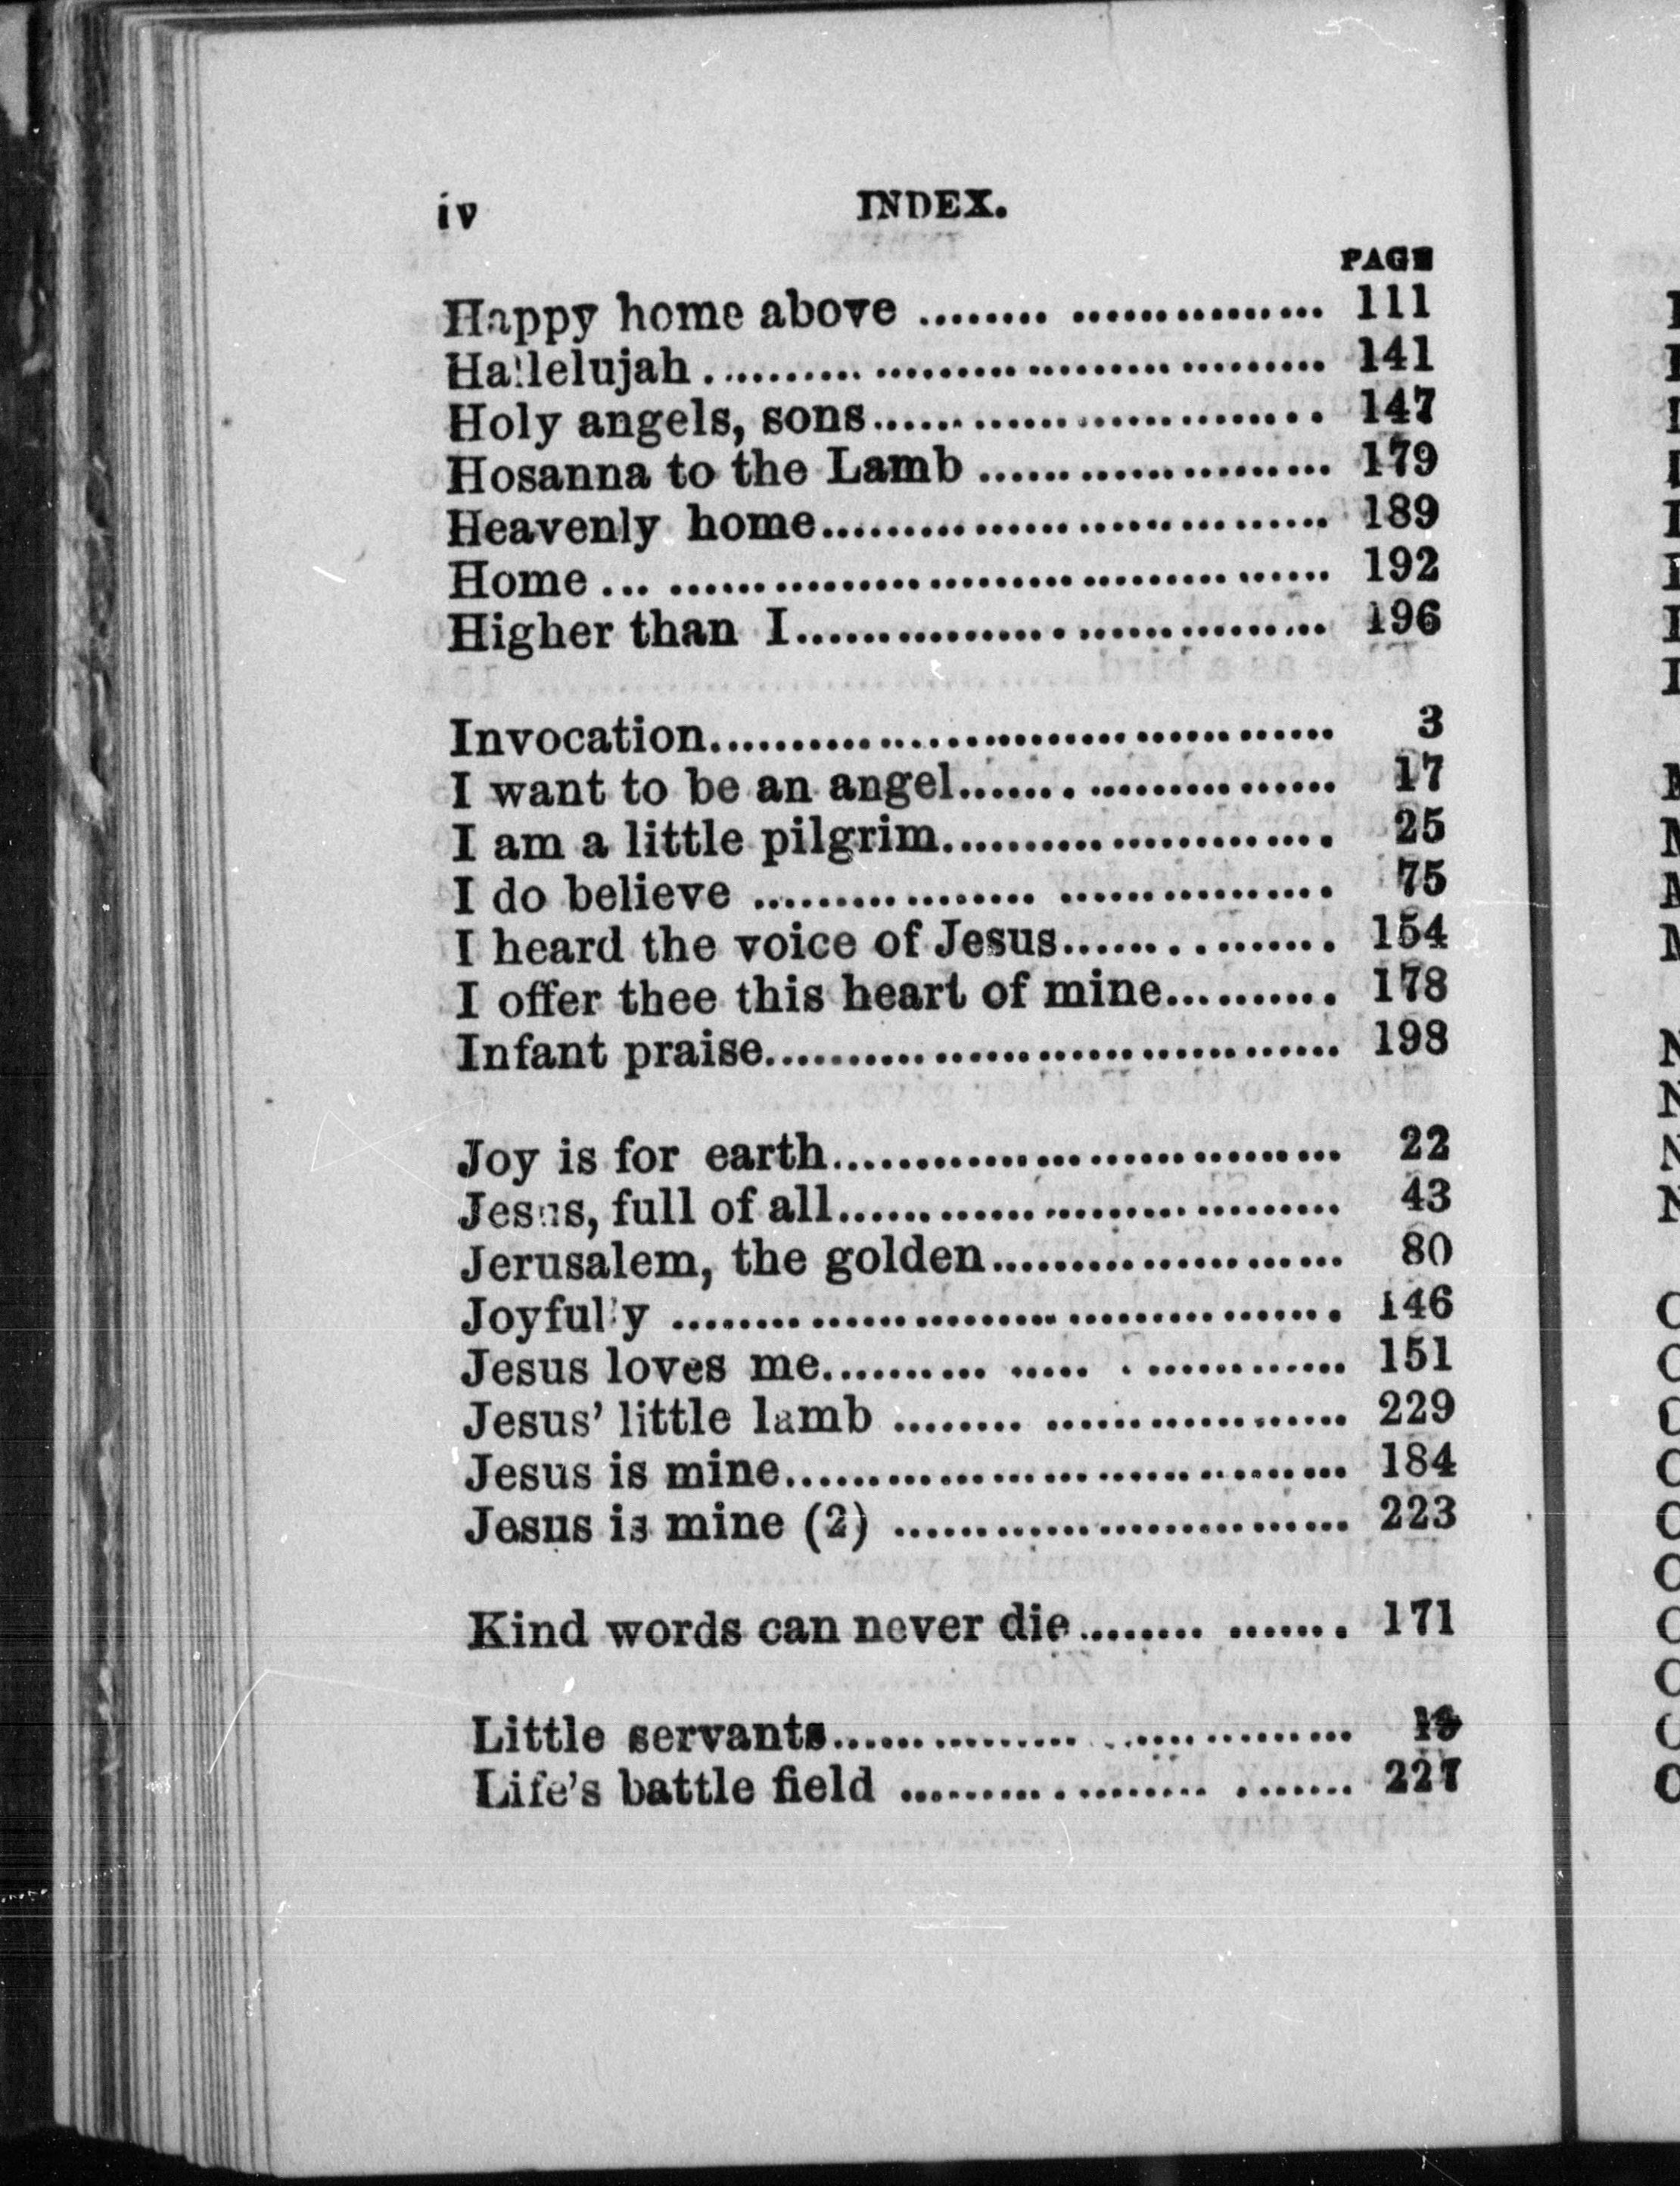 iv INDEX.
PAGE
Happy home above ........ ............... 111
Hallelujah .......... ............................ 141
Holy angels, sons............................ 147
Hosanna to the Lamb ..................... 179
Heavenly home............................... 189
Home ... ........................................ 192
Higher than I................................ 196
Invocation...................................... 3
I want to be an angel....... ............... 17
I am a little pilgrim........................ 25
I do believe ................. ................. 75
I heard the voice of Jesus................ 154
I offer thee this heart of mine.......... 178
Infant praise................................... 198
Joy is for earth............................... 22
Jesus, full of all............................... 43
Jerusalem, the golden..................... 80
Joyfully ......................................... 146
Jesus loves me.......... ..... . ............ 151
Jesus' little lamb ........ .................. 229
Jesus is mine.................................. 184
Jesus is mine (2) ............................ 223
Kind words can never die........ ....... 171
Little servants............... ...............
Life's battle field .................. ....... 227